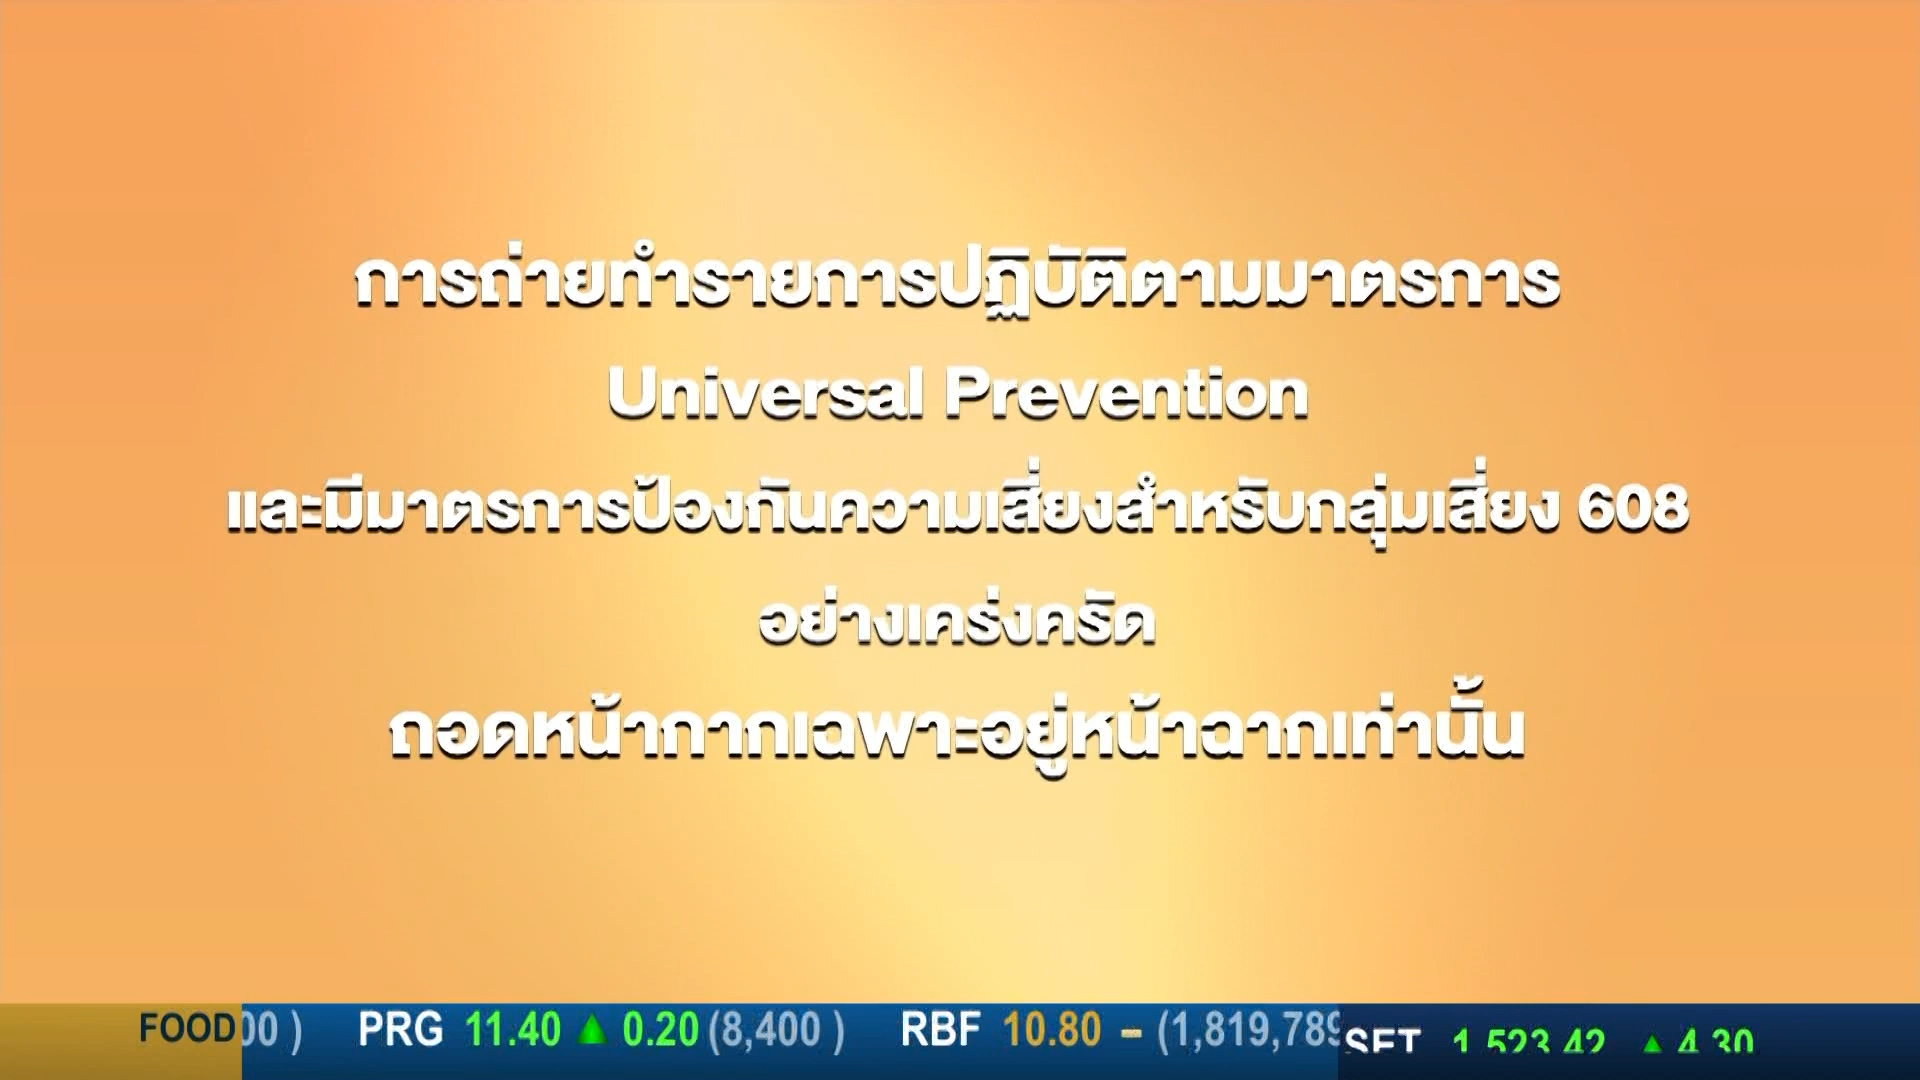 การถ่ายทำรายการปฏิบัติตามมาตรการ
Universal Prevention
และมีมาตรการป้องกันความเสี่ยงสำหรับกลุ่มเสี่ยง 608
อย่างเคร่งครัด
ถอดหน้ากากเฉพาะอยู่หน้าฉากเท่านั้น
FOOD 00 ) PRG 11.40 ▲ 0.20 (8,400 ) RBF 10.80 – (1,819,789 SET 1,523.42 ▲ 4.30